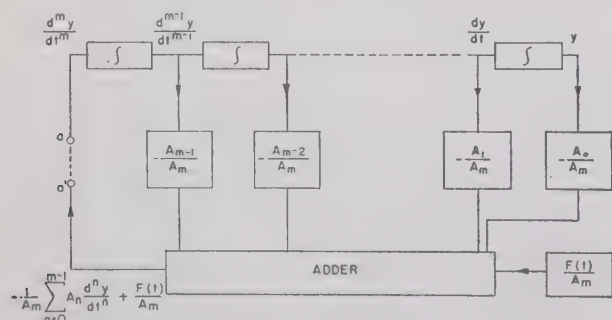 d^m y / dt^m
d^{m-1} y / dt^{m-1}
dy / dt
y
∫ ∫ ∫
a
a'
-A_{m-1} / A_m
-A_{m-2} / A_m
-A_1 / A_m
-A_0 / A_m
ADDER
F(t) / A_m
-1/A_m ∑_{n=0}^{m-1} A_n d^n y / dt^n + F(t) / A_m